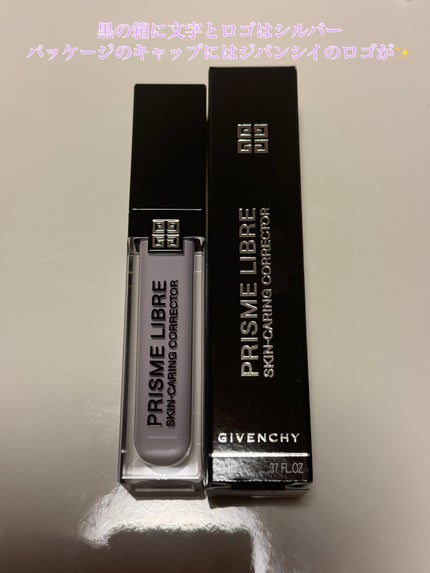 黒の箱に文字とロゴはシルバー
パッケージのキャップにはジバンシイのロゴが✨
PRISME LIBRE
SKIN-CARING CORRECTOR
PRISME LIBRE
SKIN-CARING CORRECTOR
GIVENCHY
.37 FL.OZ